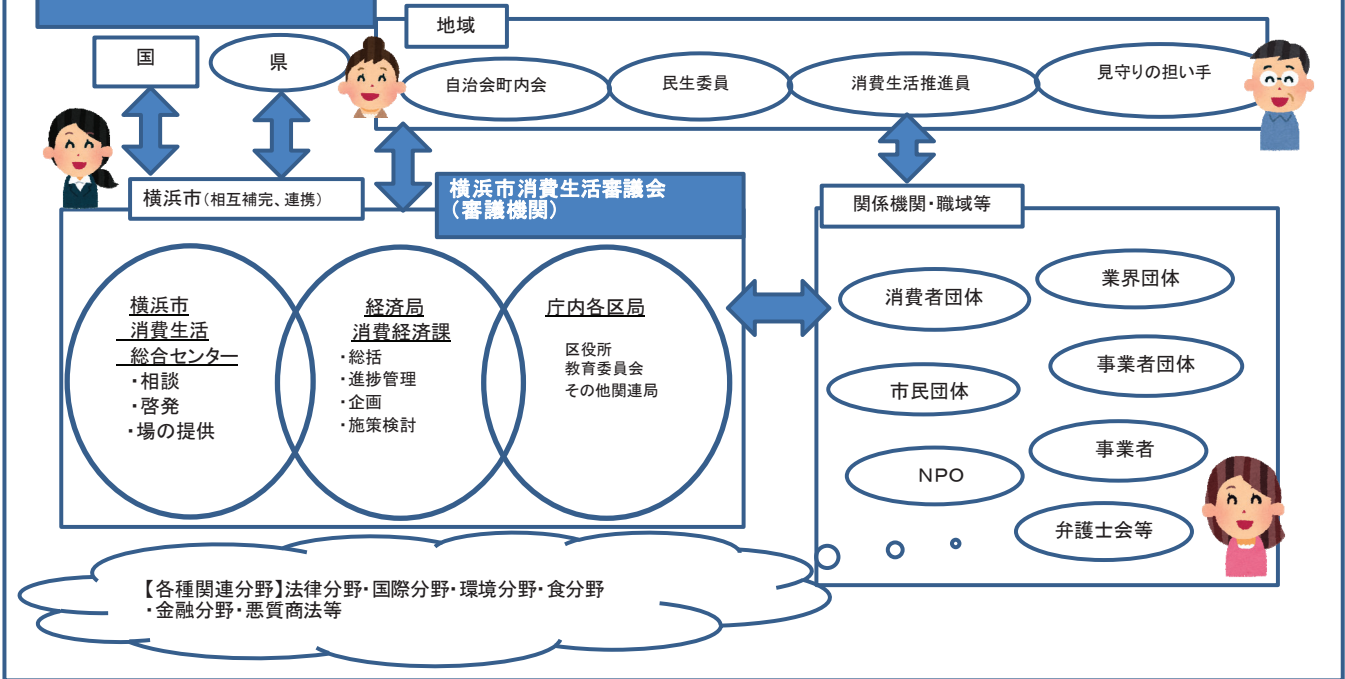 地域
国
県
自治会町内会
民生委員
消費生活推進員
見守りの担い手
横浜市(相互補完、連携)
横浜市消費生活審議会
(審議機関)
関係機関・職域等
横浜市
消費生活
総合センター
・相談
・啓発
・場の提供
経済局
消費経済課
・総括
・進捗管理
・企画
・施策検討
庁内各区局
区役所
教育委員会
その他関連局
消費者団体
業界団体
市民団体
事業者団体
NPO
事業者
弁護士会等
【各種関連分野】法律分野・国際分野・環境分野・食分野
・金融分野・悪質商法等